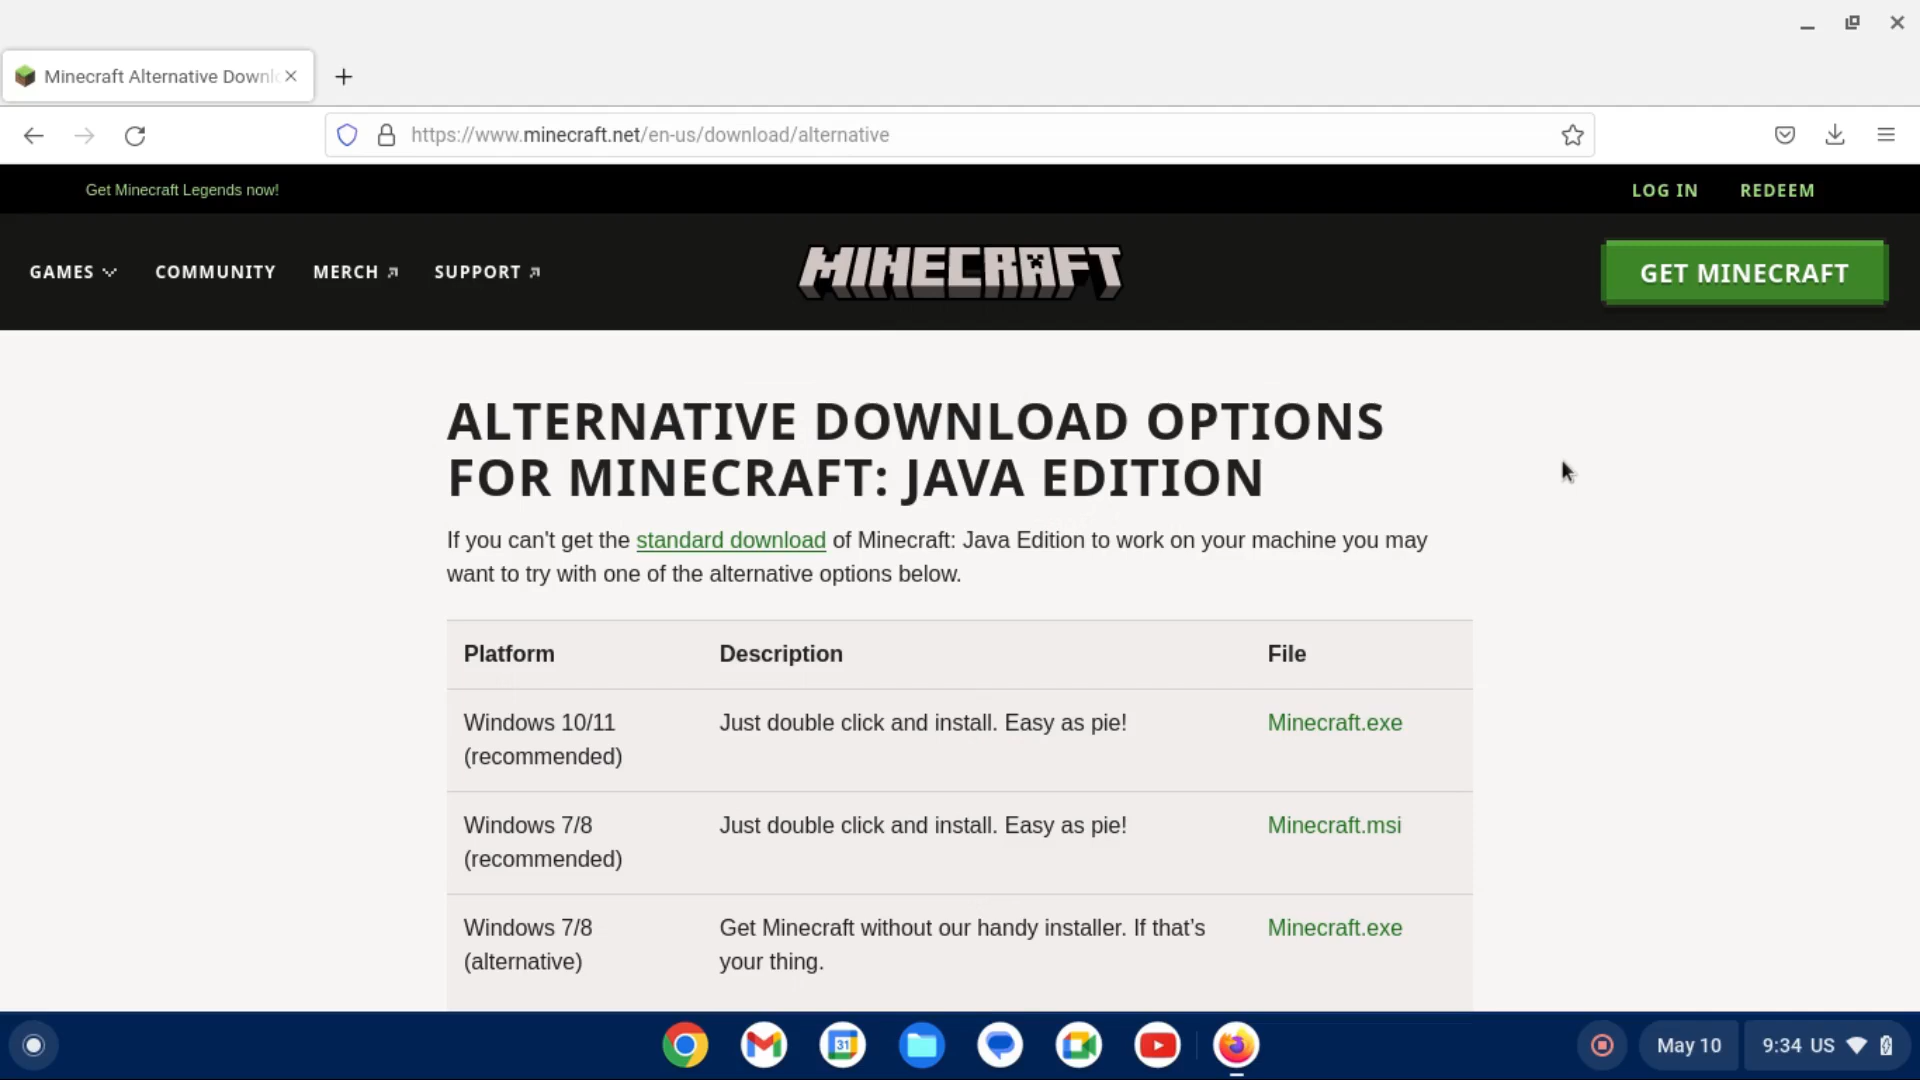 Minecraft Alternative Downl
https://www.minecraft.net/en-us/download/alternative
Get Minecraft Legends now!
LOG IN
REDEEM
GAMES
COMMUNITY
MERCH
SUPPORT
MINECRAFT
GET MINECRAFT
ALTERNATIVE DOWNLOAD OPTIONS
FOR MINECRAFT: JAVA EDITION
If you can't get the standard download of Minecraft: Java Edition to work on your machine you may
want to try with one of the alternative options below.
Platform Description File
Windows 10/11 Just double click and install. Easy as pie! Minecraft.exe
(recommended)
Windows 7/8 Just double click and install. Easy as pie! Minecraft.msi
(recommended)
Windows 7/8 Get Minecraft without our handy installer. If that's Minecraft.exe
(alternative) your thing.
31
May 10
9:34 US